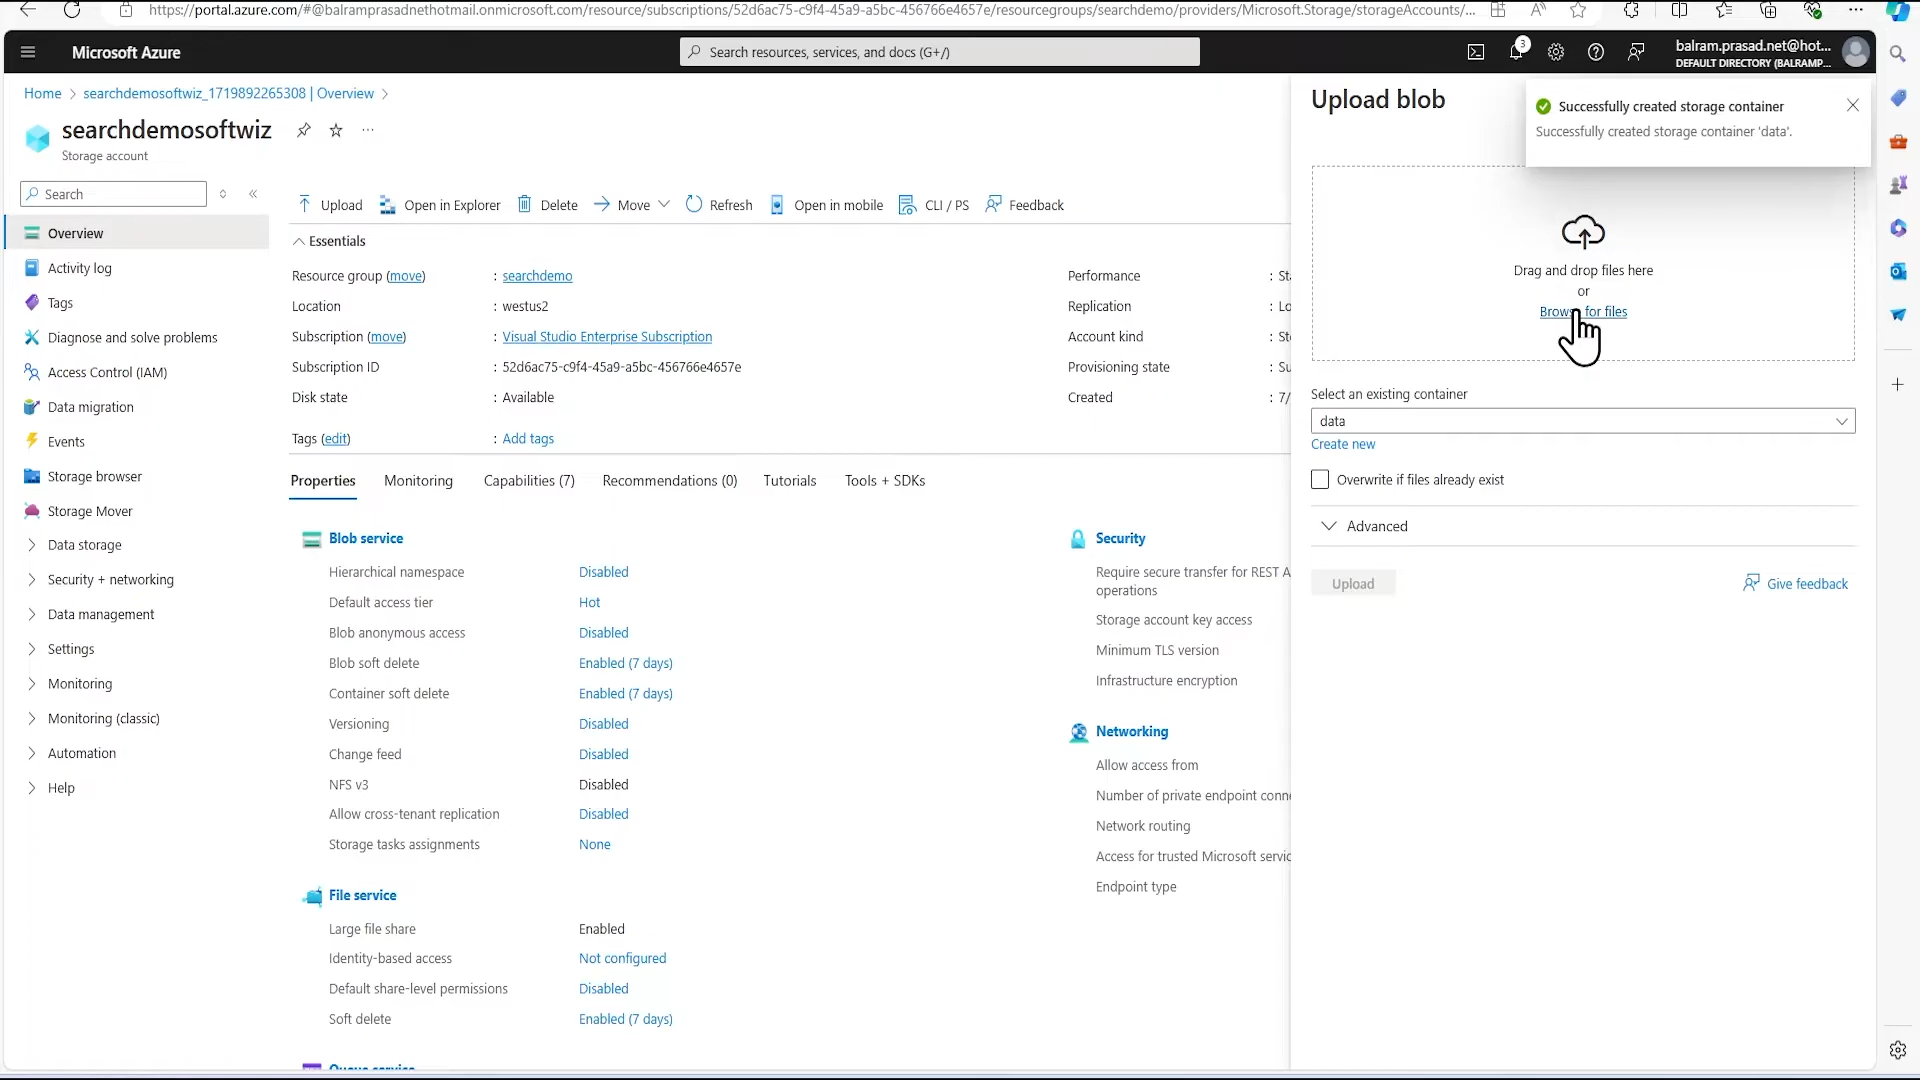 https://portal.azure.com/#@balramprasadnethotmail.onmicrosoft.com/resource/subscriptions/52d6ac75-c9f4-45a9-a5bc-456766e4657e/resourcegroups/searchdemo/providers/Microsoft.Storage/storageAccounts/...
Microsoft Azure
Search resources, services, and docs (G+/)
3
balram.prasad.net@hot...
DEFAULT DIRECTORY (BALRAMP...
Home > searchdemosoftwiz_1719892265308 | Overview >
searchdemosoftwiz
Storage account
Search
Overview
Activity log
Tags
Diagnose and solve problems
Access Control (IAM)
Data migration
Events
Storage browser
Storage Mover
Data storage
Security + networking
Data management
Settings
Monitoring
Monitoring (classic)
Automation
Help
Upload
Open in Explorer
Delete
Move
Refresh
Open in mobile
CLI / PS
Feedback
Essentials
Resource group (move) : searchdemo
Location : westus2
Subscription (move) : Visual Studio Enterprise Subscription
Subscription ID : 52d6ac75-c9f4-45a9-a5bc-456766e4657e
Disk state : Available
Tags (edit) : Add tags
Performance : St
Replication : Lo
Account kind : St
Provisioning state : Su
Created : 7/
Properties
Monitoring
Capabilities (7)
Recommendations (0)
Tutorials
Tools + SDKs
Blob service
Hierarchical namespace Disabled
Default access tier Hot
Blob anonymous access Disabled
Blob soft delete Enabled (7 days)
Container soft delete Enabled (7 days)
Versioning Disabled
Change feed Disabled
NFS v3 Disabled
Allow cross-tenant replication Disabled
Storage tasks assignments None
File service
Large file share Enabled
Identity-based access Not configured
Default share-level permissions Disabled
Soft delete Enabled (7 days)
Queue service
Security
Require secure transfer for REST A
operations
Storage account key access
Minimum TLS version
Infrastructure encryption
Networking
Allow access from
Number of private endpoint conne
Network routing
Access for trusted Microsoft servic
Endpoint type
Upload blob
Successfully created storage container
Successfully created storage container 'data'.
Drag and drop files here
or
Browse for files
Select an existing container
data
Create new
Overwrite if files already exist
Advanced
Upload
Give feedback